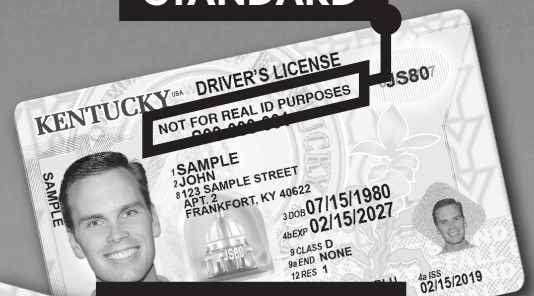 STANDARD
KENTUCKY USA DRIVER'S LICENSE
NOT FOR REAL ID PURPOSES
JS807
SAMPLE
1 SAMPLE
2 JOHN
8 123 SAMPLE STREET
APT. 2
FRANKFORT, KY 40622
3 DOB 07/15/1980
4b EXP 02/15/2027
JS80
9 CLASS D
9a END NONE
12 RES 1
4a ISS
02/15/2019